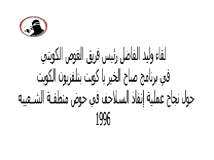 لقاء وليد الفاضل رئيس فريق الغوص الكويتي
في برنامج صباح الخير يا كويت بتلفزيون الكويت
حول نجاح عملية إنقاذ السلاحف في حوض منطقة الشعيبة
1996